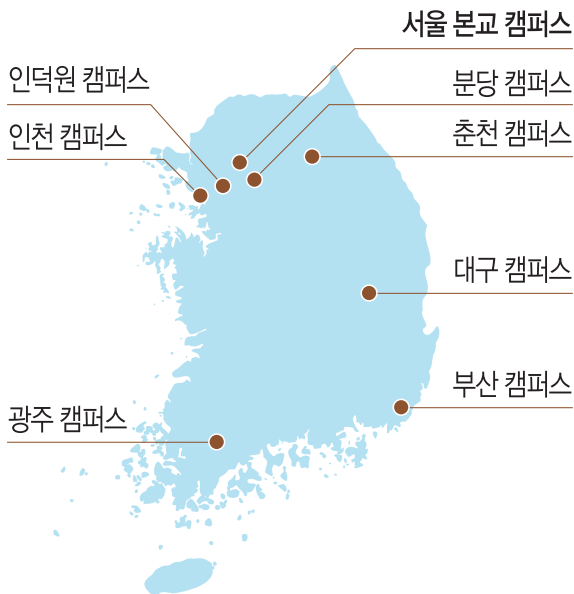 서울 본교 캠퍼스
인덕원 캠퍼스
분당 캠퍼스
인천 캠퍼스
춘천 캠퍼스
대구 캠퍼스
부산 캠퍼스
광주 캠퍼스